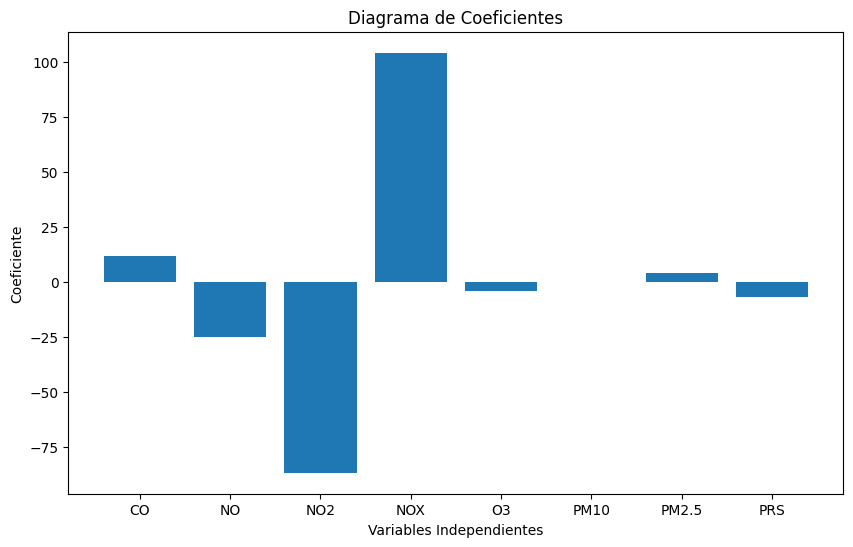 Diagrama de Coeficientes
Coeficiente
100
75
50
25
0
−25
−50
−75
CO NO NO2 NOX O3 PM10 PM2.5 PRS
Variables Independientes